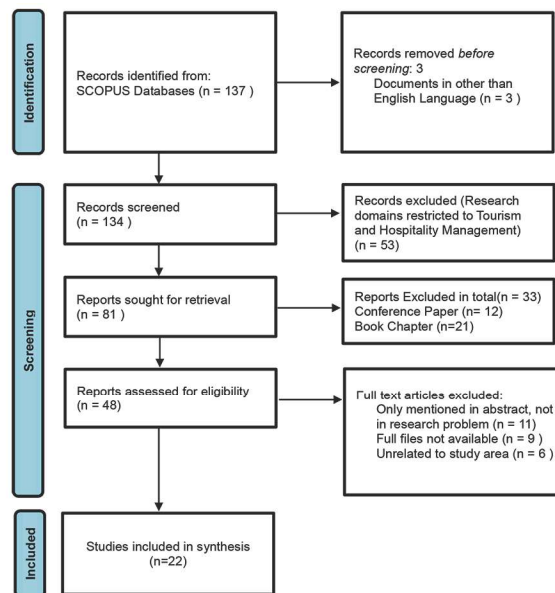 Identification
Records identified from:
SCOPUS Databases (n = 137 )
Records removed before
screening: 3
Documents in other than
English Language (n = 3 )
Screening
Records screened
(n = 134 )
Records excluded (Research
domains restricted to Tourism
and Hospitality Management)
(n = 53)
Reports sought for retrieval
(n = 81 )
Reports Excluded in total(n = 33)
Conference Paper (n= 12)
Book Chapter (n=21)
Reports assessed for eligibility
(n = 48)
Full text articles excluded:
Only mentioned in abstract, not
in research problem (n = 11)
Full files not available (n = 9 )
Unrelated to study area (n = 6 )
Included
Studies included in synthesis
(n=22)